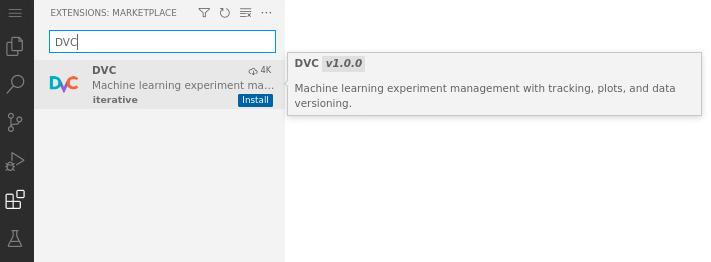 EXTENSIONS: MARKETPLACE
DVC
DVC
4K
DVC
Machine learning experiment ma...
iterative
Install
DVC v1.0.0
Machine learning experiment management with tracking, plots, and data
versioning.